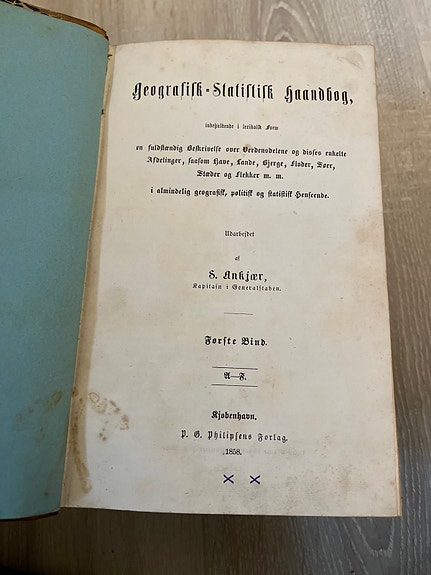 Geografisk-Statistisk Haandbog,
indeholdende i lexikalsk Form
en fuldstændig Beskrivelse over Verdensdelene og disses enkelte
Afdelinger, saasom Have, Lande, Bjerge, Floder, Søer,
Stæder og Flekker m. m.
i almindelig geografisk, politisk og statistisk Henseende.
Udarbejdet
af
S. Ankjær,
Kapitain i Generalstaben.
Første Bind.
A—F.
Kjøbenhavn.
P. G. Philipsens Forlag.
1858.
x x